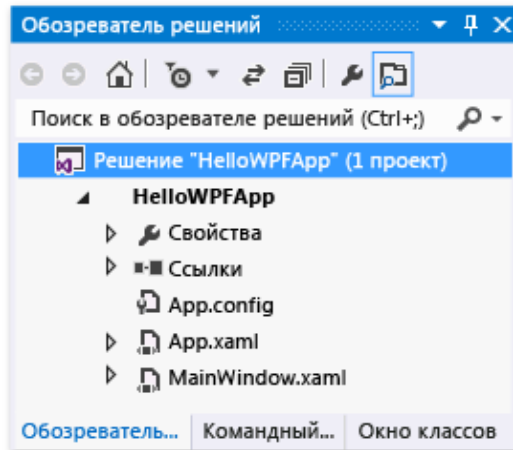 Обозреватель решений
Поиск в обозревателе решений (Ctrl+;)
Решение "HelloWPFApp" (1 проект)
HelloWPFApp
Свойства
Ссылки
App.config
App.xaml
MainWindow.xaml
Обозреватель... Командный... Окно классов